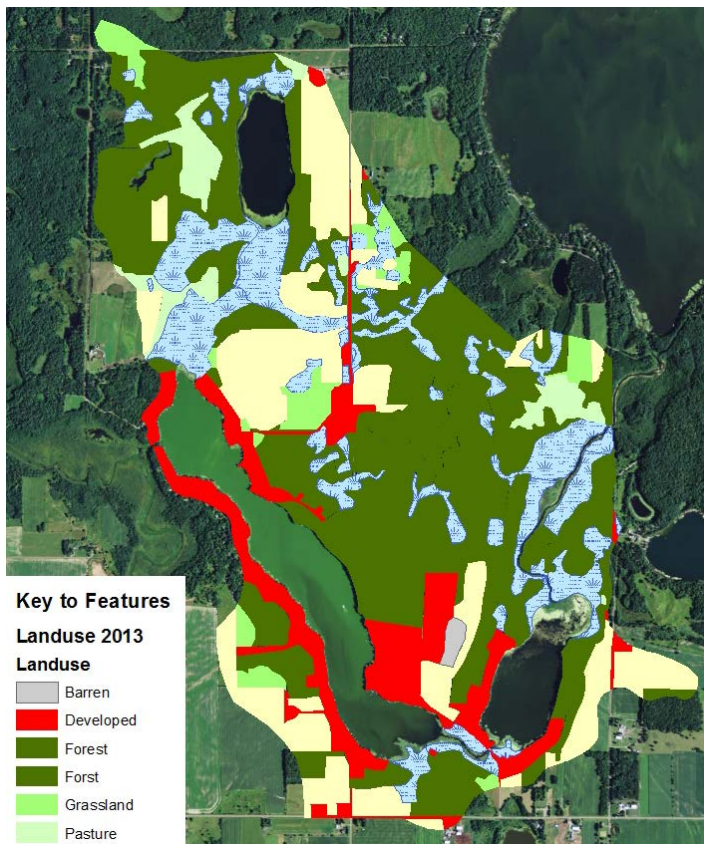 Key to Features
Landuse 2013
Landuse
Barren
Developed
Forest
Forst
Grassland
Pasture